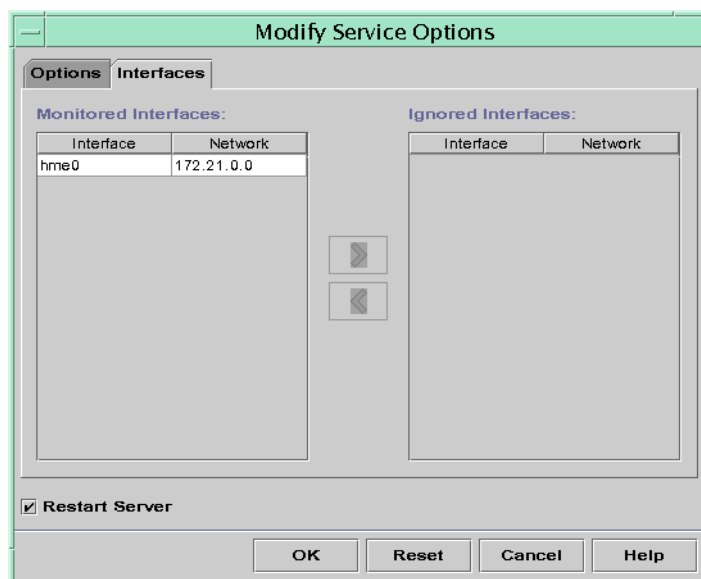 Modify Service Options
Options Interfaces
Monitored Interfaces:
Interface Network
hme0 172.21.0.0
Ignored Interfaces:
Interface Network
Restart Server
OK Reset Cancel Help